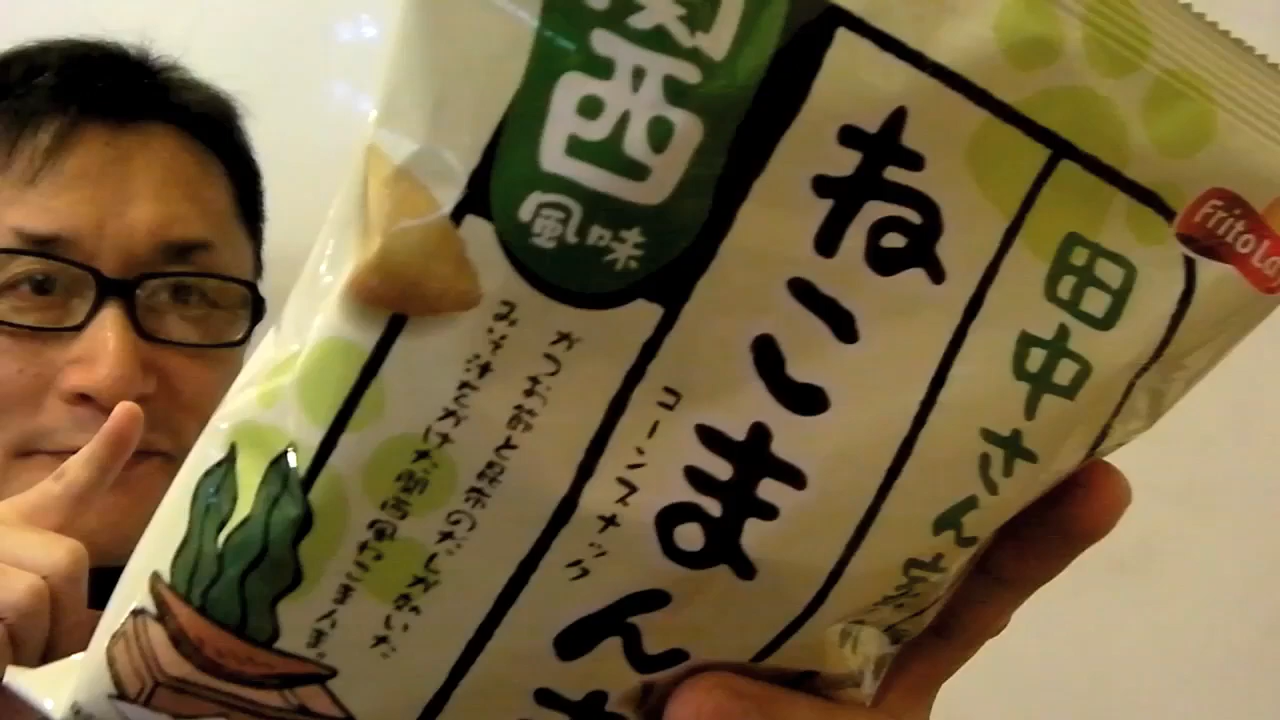 田中さん家
ねこまんま
コーンスナック
関西
風味
かつお節と昆布のだしがきいた
みそ汁をかけた関西風ねこまんま。
FritoLay